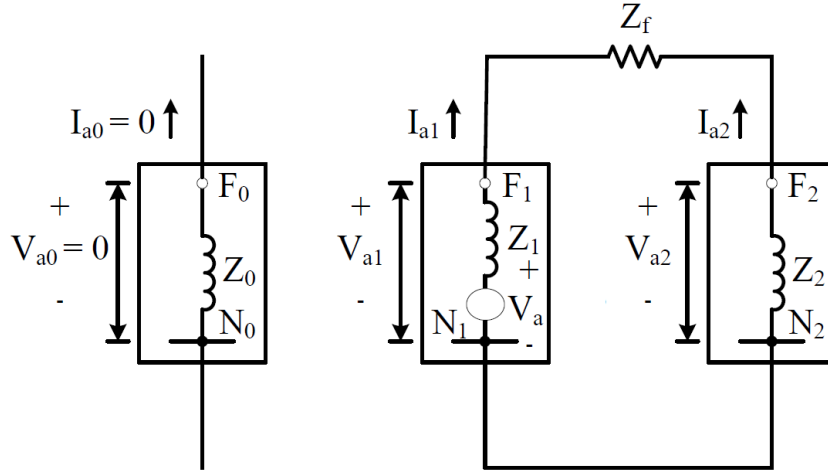 Z_f
I_a0 = 0
I_a1
I_a2
F_0
F_1
F_2
+
V_a0 = 0
-
+
V_a1
-
+
V_a2
-
Z_0
Z_1
Z_2
+
V_a
-
N_0
N_1
N_2